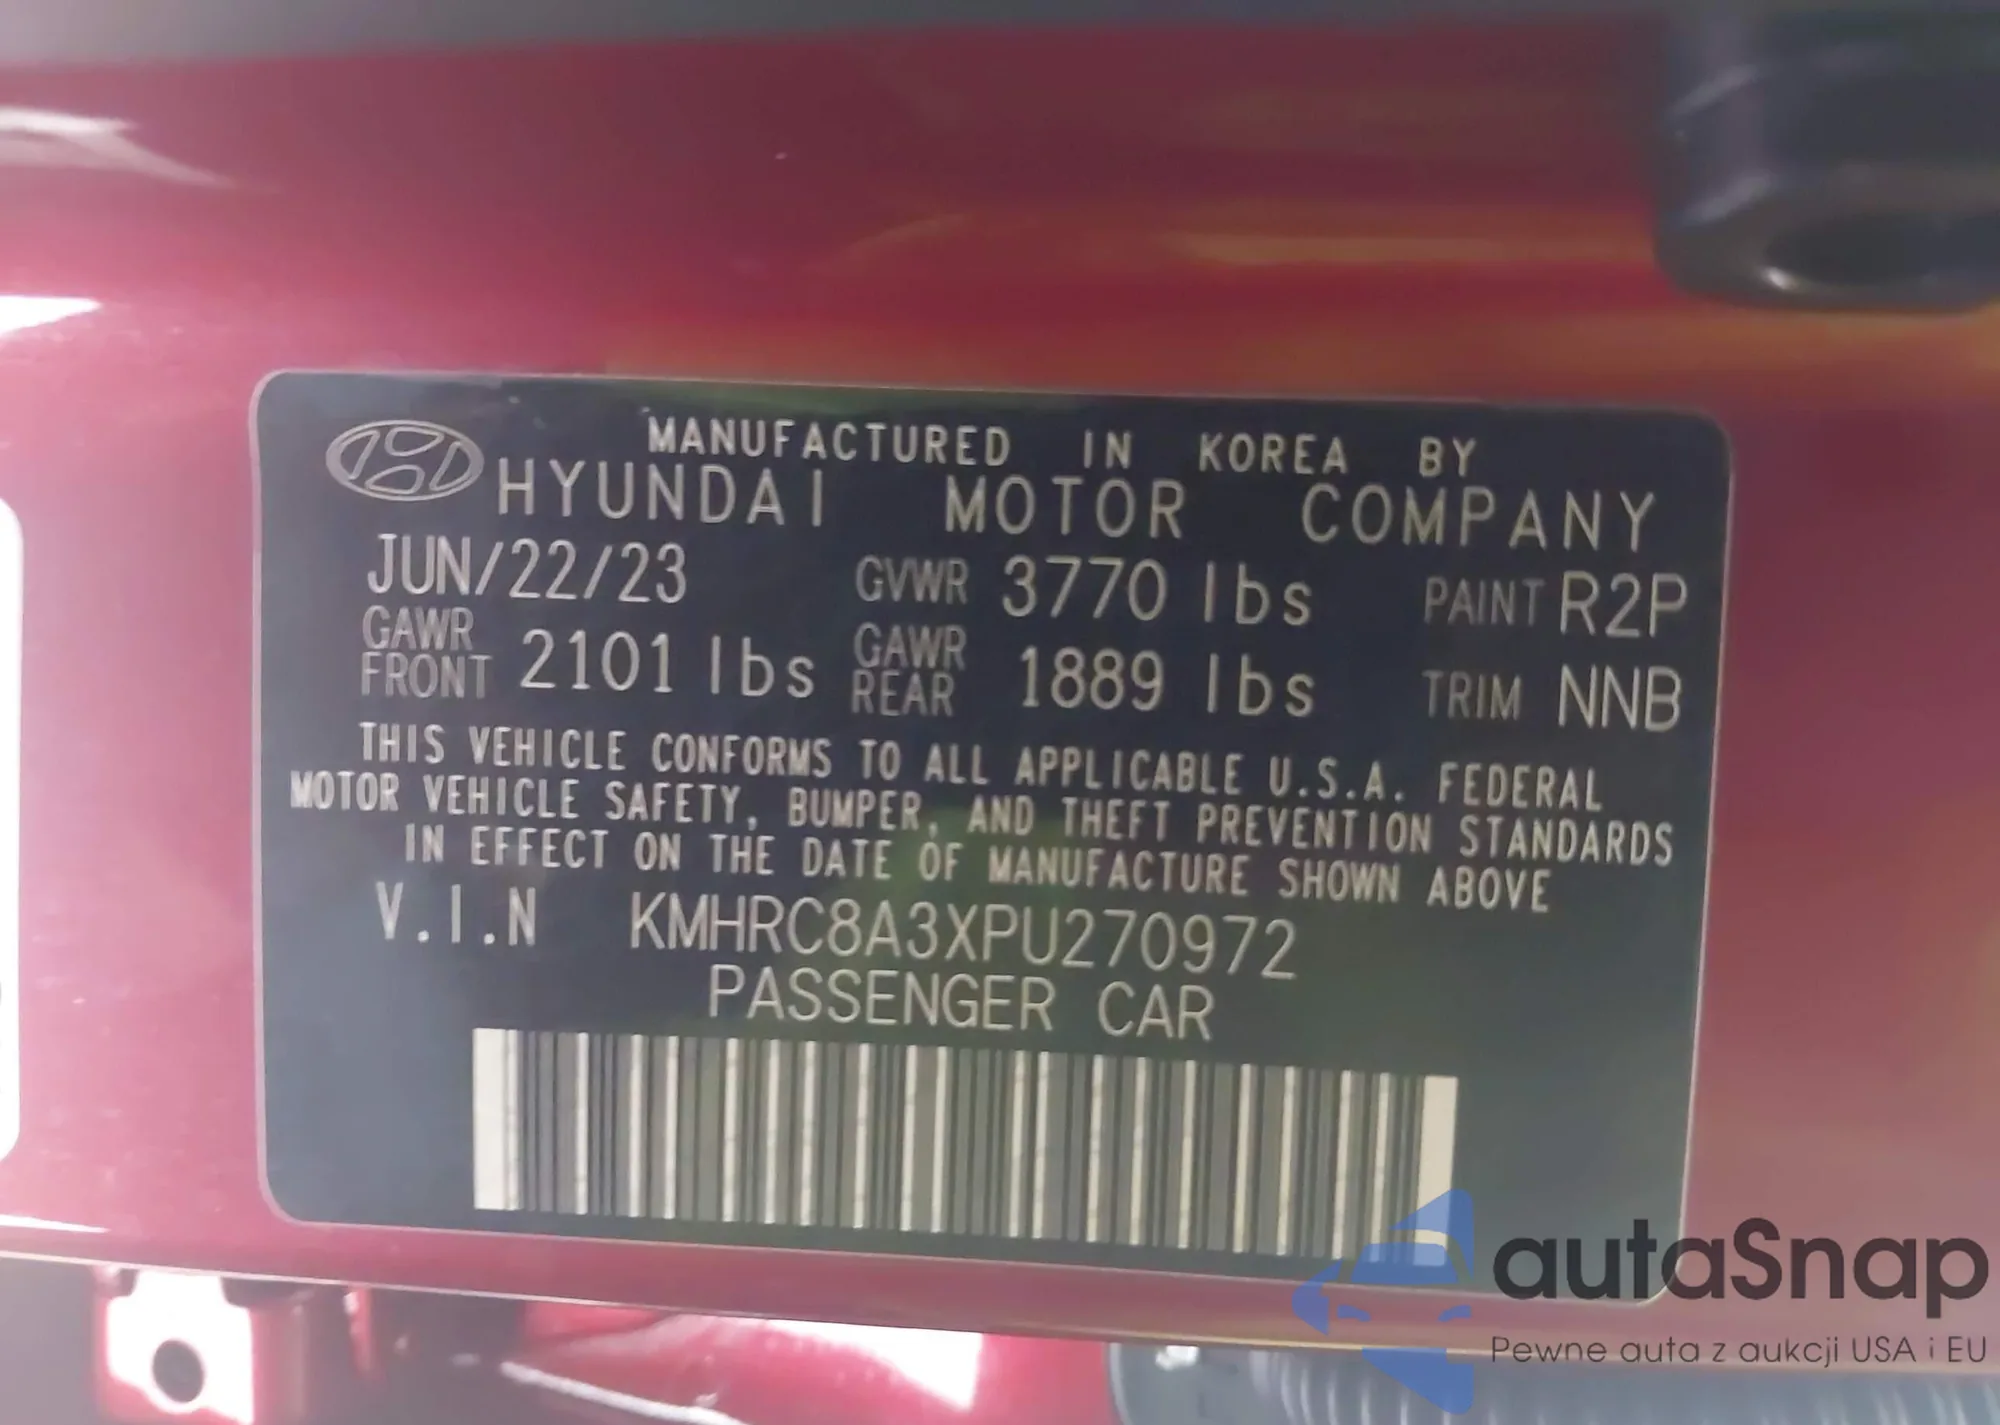 MANUFACTURED IN KOREA BY
HYUNDAI MOTOR COMPANY
JUN/22/23 GVWR 3770 lbs PAINT R2P
GAWR FRONT 2101 lbs GAWR REAR 1889 lbs TRIM NNB
THIS VEHICLE CONFORMS TO ALL APPLICABLE U.S.A. FEDERAL
MOTOR VEHICLE SAFETY, BUMPER, AND THEFT PREVENTION STANDARDS
IN EFFECT ON THE DATE OF MANUFACTURE SHOWN ABOVE
V.I.N KMHRC8A3XPU270972
PASSENGER CAR
autaSnap
Pewne auta z aukcji USA i EU